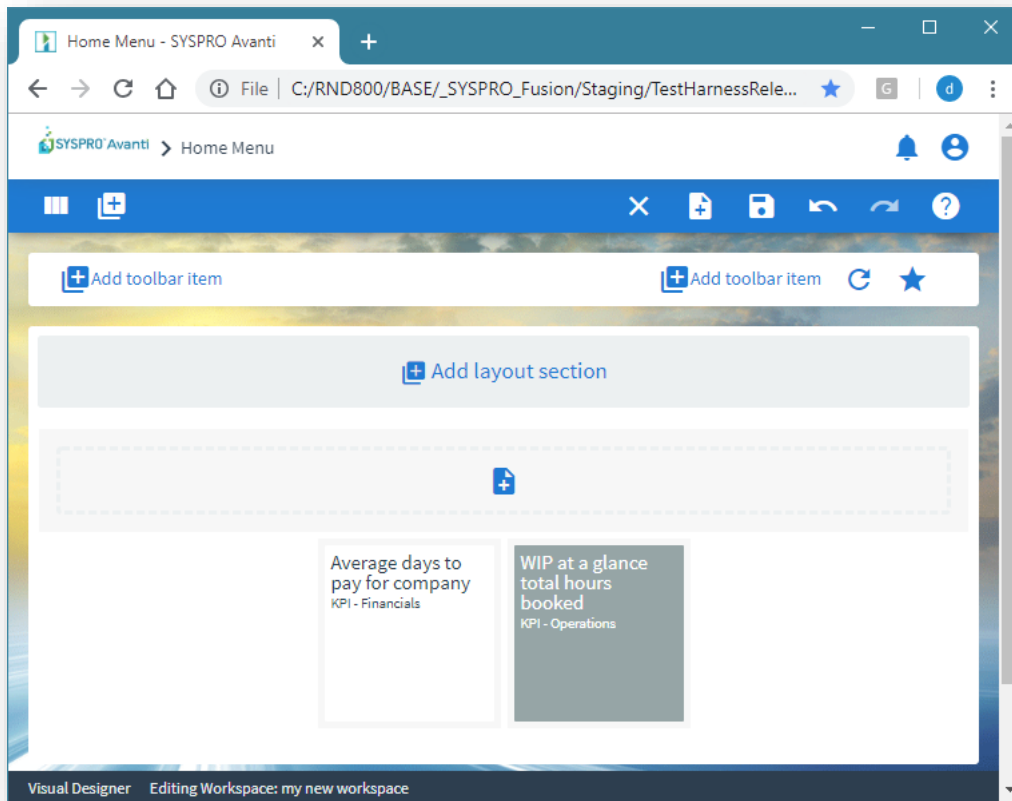 Home Menu - SYSPRO Avanti
File C:/RND800/BASE/_SYSPRO_Fusion/Staging/TestHarnessRele... G d
SYSPRO Avanti Home Menu
Add toolbar item Add toolbar item
Add layout section
Average days to
pay for company
KPI - Financials
WIP at a glance
total hours
booked
KPI - Operations
Visual Designer Editing Workspace: my new workspace